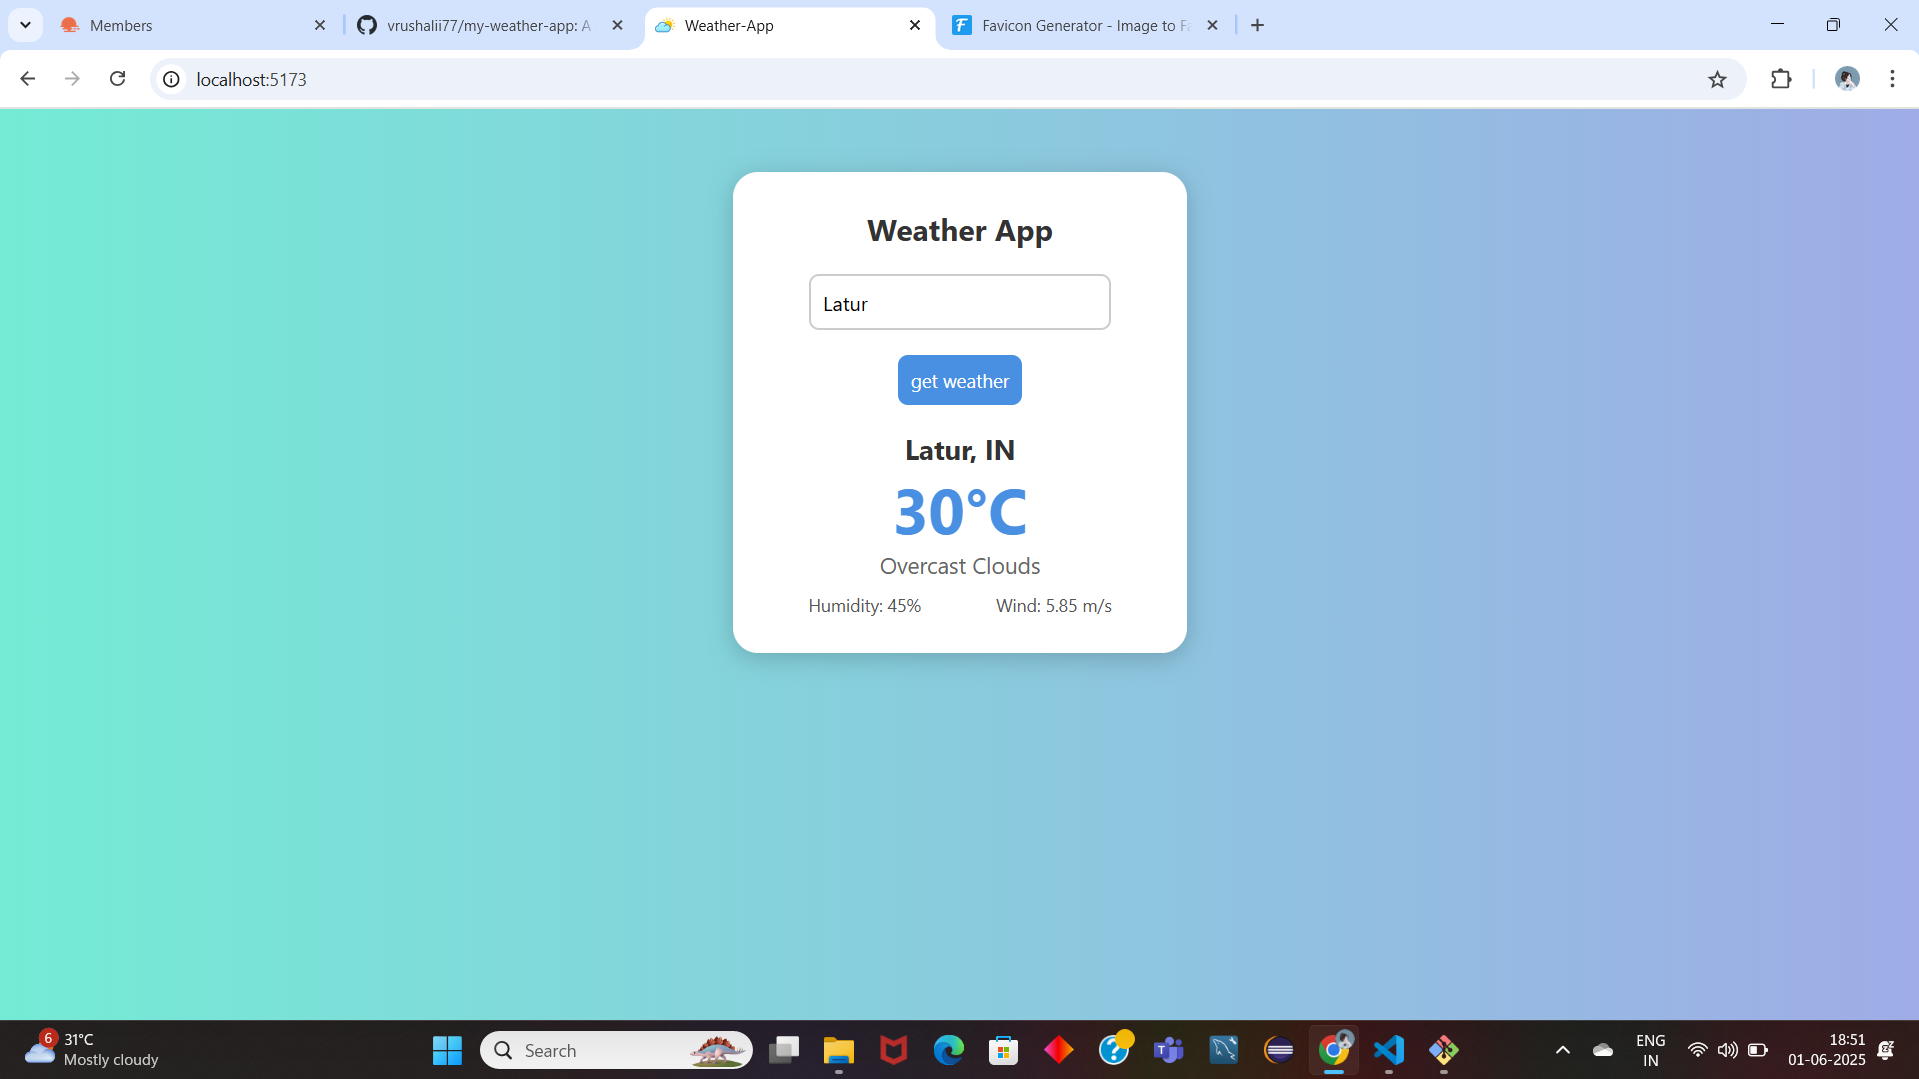 Members
vrushalii77/my-weather-app: A
Weather-App
Favicon Generator - Image to Fa
localhost:5173
Weather App
Latur
get weather
Latur, IN
30°C
Overcast Clouds
Humidity: 45%
Wind: 5.85 m/s
6
31°C
Mostly cloudy
Search
ENG
IN
18:51
01-06-2025